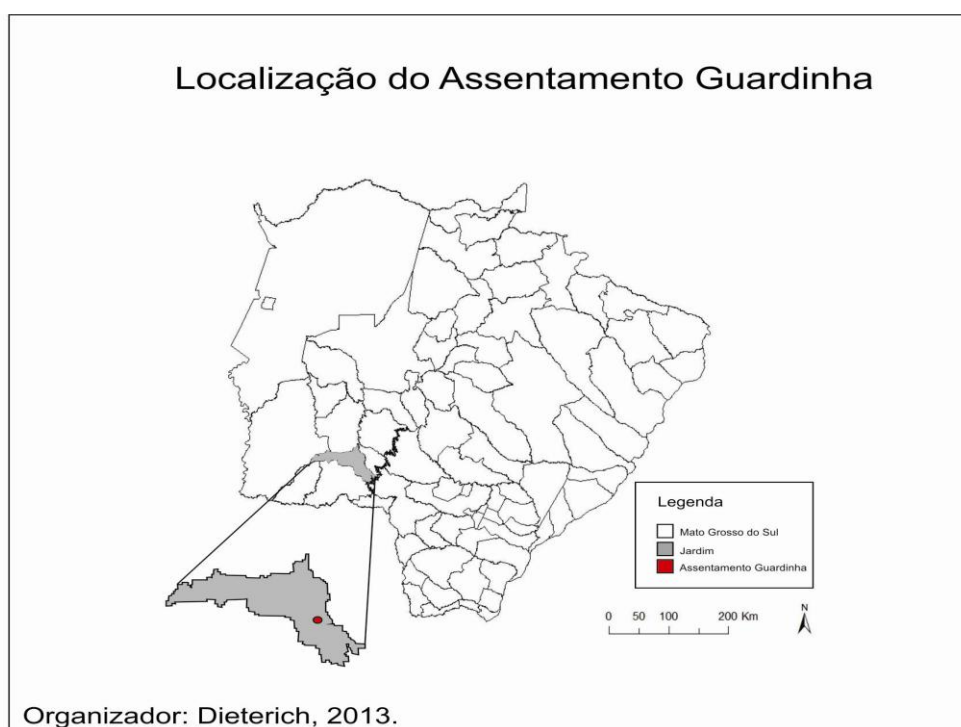 Localização do Assentamento Guardinha
Legenda
Mato Grosso do Sul
Jardim
Assentamento Guardinha
0 50 100 200 Km
N
Organizador: Dieterich, 2013.